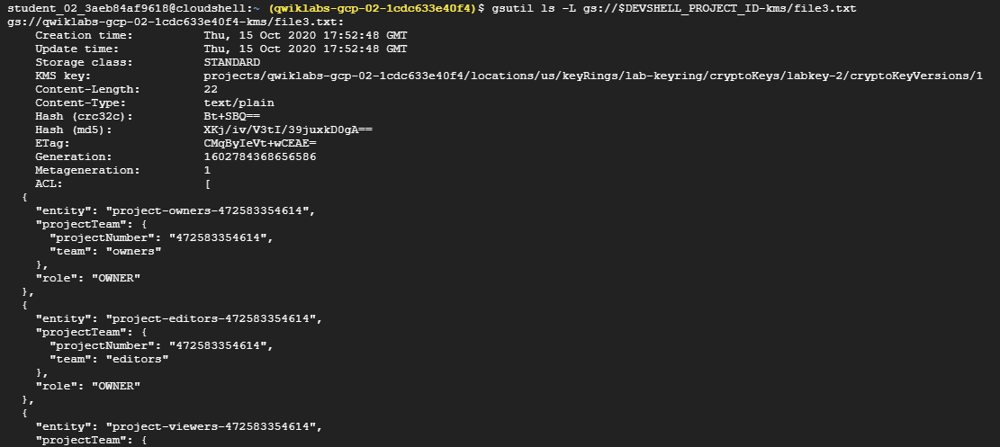 student_02_3aeb84af9618@cloudshell:~ (qwiklabs-gcp-02-1cdc633e40f4)$ gsutil ls -L gs://$DEVSHELL_PROJECT_ID-kms/file3.txt
gs://qwiklabs-gcp-02-1cdc633e40f4-kms/file3.txt:
    Creation time:          Thu, 15 Oct 2020 17:52:48 GMT
    Update time:            Thu, 15 Oct 2020 17:52:48 GMT
    Storage class:          STANDARD
    KMS key:                projects/qwiklabs-gcp-02-1cdc633e40f4/locations/us/keyRings/lab-keyring/cryptoKeys/labkey-2/cryptoKeyVersions/1
    Content-Length:         22
    Content-Type:           text/plain
    Hash (crc32c):          Bt+SBQ==
    Hash (md5):             XKj/iv/V3tI/39juxkD0gA==
    ETag:                   CMqByIeVt+wCEAE=
    Generation:             1602784368656586
    Metageneration:         1
    ACL:                    [
  {
    "entity": "project-owners-472583354614",
    "projectTeam": {
      "projectNumber": "472583354614",
      "team": "owners"
    },
    "role": "OWNER"
  },
  {
    "entity": "project-editors-472583354614",
    "projectTeam": {
      "projectNumber": "472583354614",
      "team": "editors"
    },
    "role": "OWNER"
  },
  {
    "entity": "project-viewers-472583354614",
    "projectTeam": {